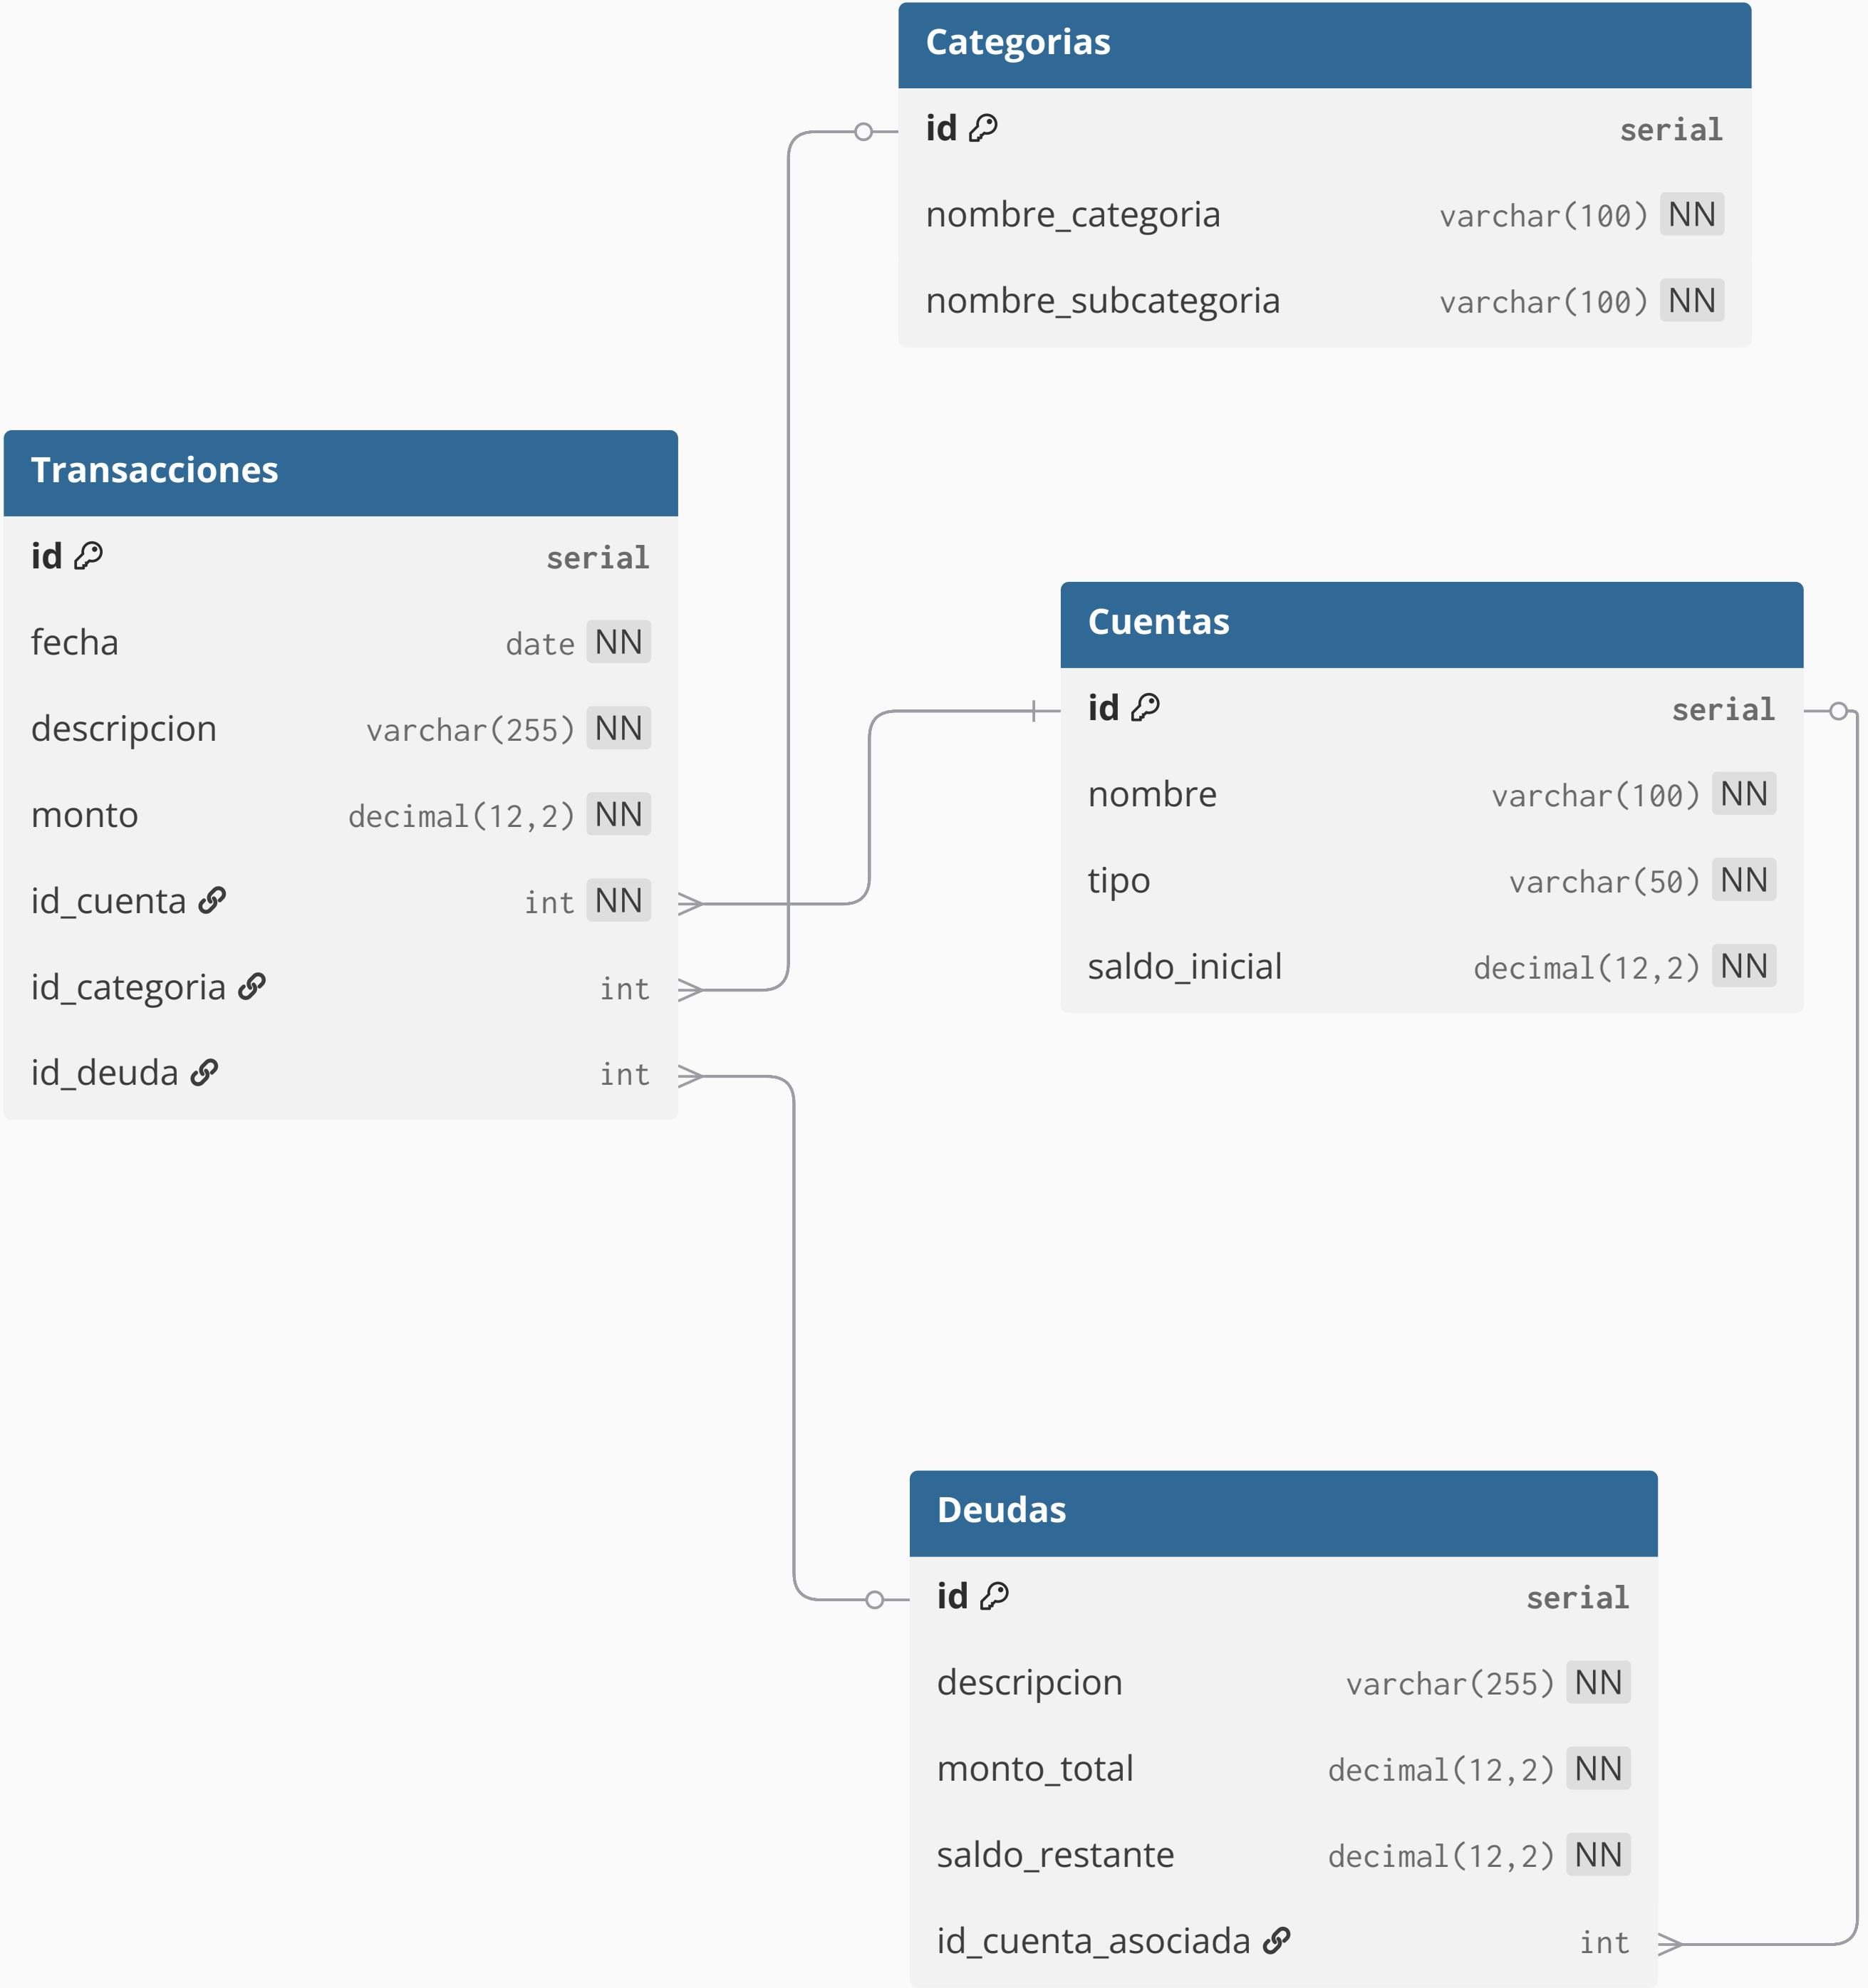 Categorias
id serial
nombre_categoria varchar(100) NN
nombre_subcategoria varchar(100) NN
Transacciones
id serial
fecha date NN
descripcion varchar(255) NN
monto decimal(12,2) NN
id_cuenta int NN
id_categoria int
id_deuda int
Cuentas
id serial
nombre varchar(100) NN
tipo varchar(50) NN
saldo_inicial decimal(12,2) NN
Deudas
id serial
descripcion varchar(255) NN
monto_total decimal(12,2) NN
saldo_restante decimal(12,2) NN
id_cuenta_asociada int